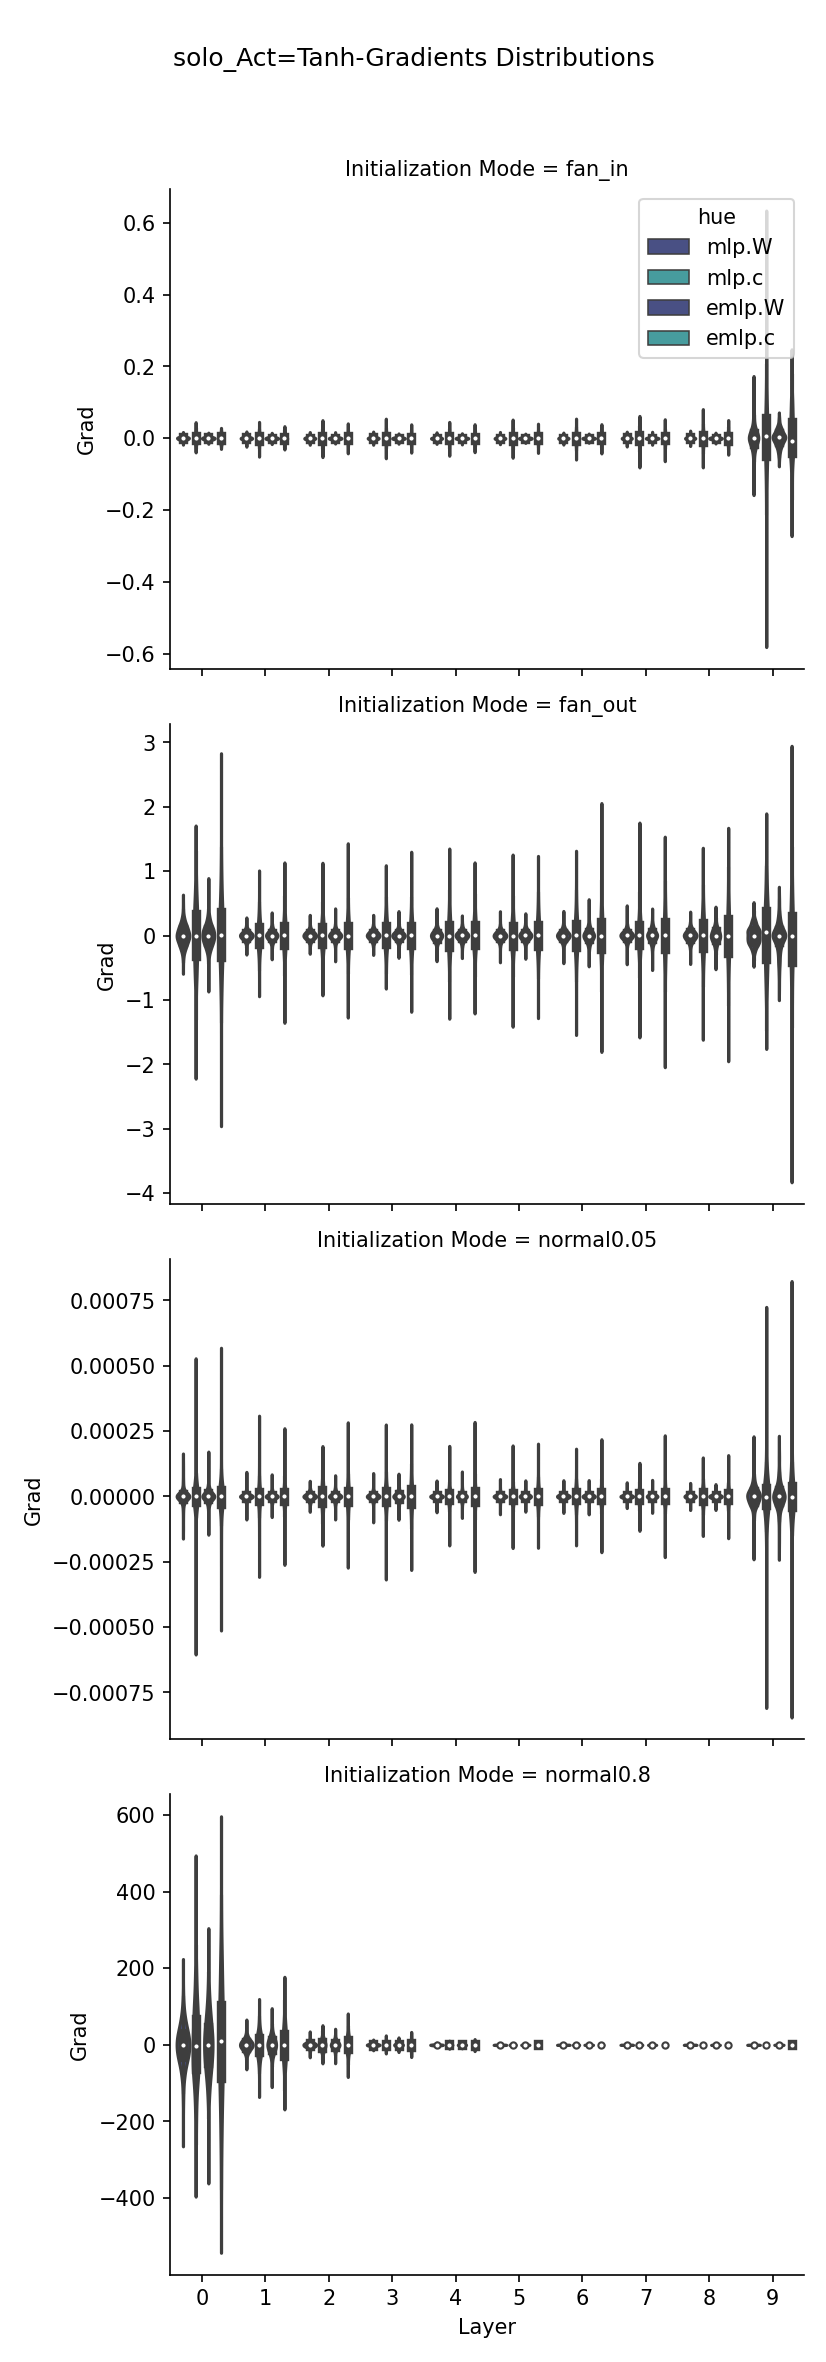 solo_Act=Tanh-Gradients Distributions
Initialization Mode = fan_in
hue
mlp.W
mlp.c
emlp.W
emlp.c
0.6
0.4
0.2
0.0
−0.2
−0.4
−0.6
Grad
Initialization Mode = fan_out
3
2
1
0
−1
−2
−3
−4
Grad
Initialization Mode = normal0.05
0.00075
0.00050
0.00025
0.00000
−0.00025
−0.00050
−0.00075
Grad
Initialization Mode = normal0.8
600
400
200
0
−200
−400
Grad
0 1 2 3 4 5 6 7 8 9
Layer